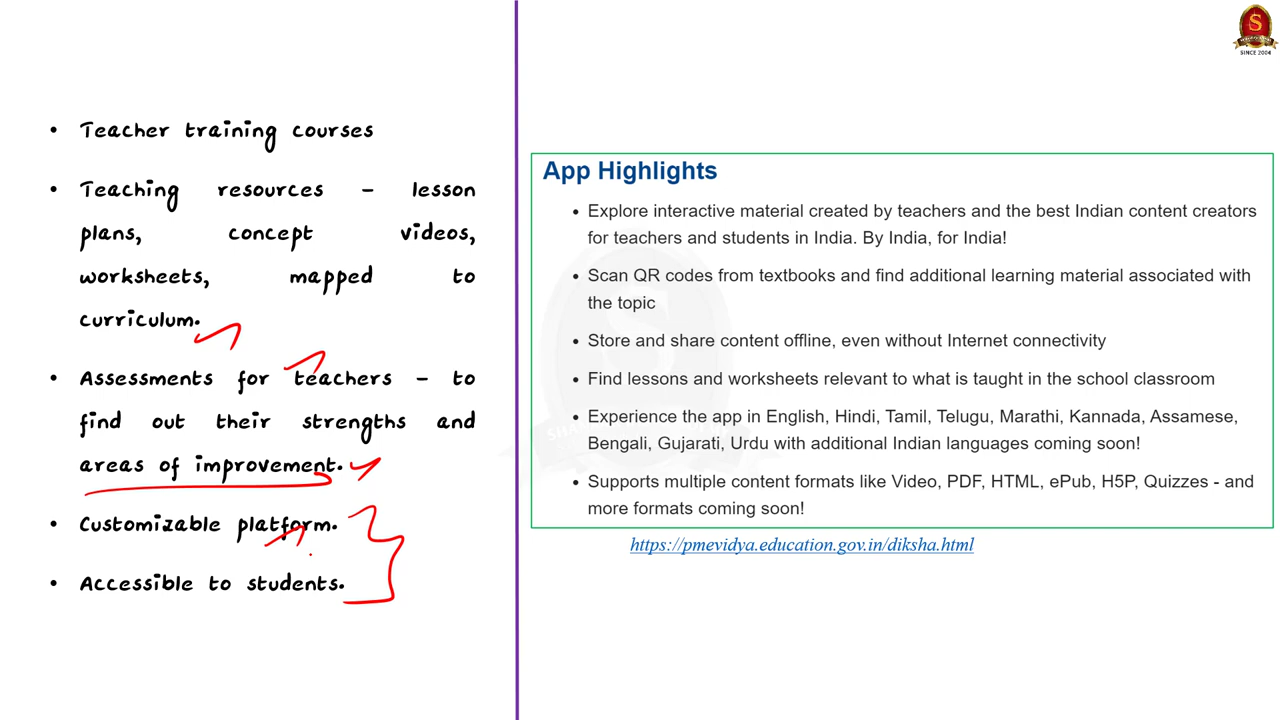 • Teacher training courses
• Teaching resources – lesson
plans, concept videos,
worksheets, mapped to
curriculum.
• Assessments for teachers – to
find out their strengths and
areas of improvement.
• Customizable platform.
• Accessible to students.
S
SINCE 2004
App Highlights
• Explore interactive material created by teachers and the best Indian content creators
for teachers and students in India. By India, for India!
• Scan QR codes from textbooks and find additional learning material associated with
the topic
• Store and share content offline, even without Internet connectivity
• Find lessons and worksheets relevant to what is taught in the school classroom
• Experience the app in English, Hindi, Tamil, Telugu, Marathi, Kannada, Assamese,
Bengali, Gujarati, Urdu with additional Indian languages coming soon!
• Supports multiple content formats like Video, PDF, HTML, ePub, H5P, Quizzes - and
more formats coming soon!
https://pmevidya.education.gov.in/diksha.html